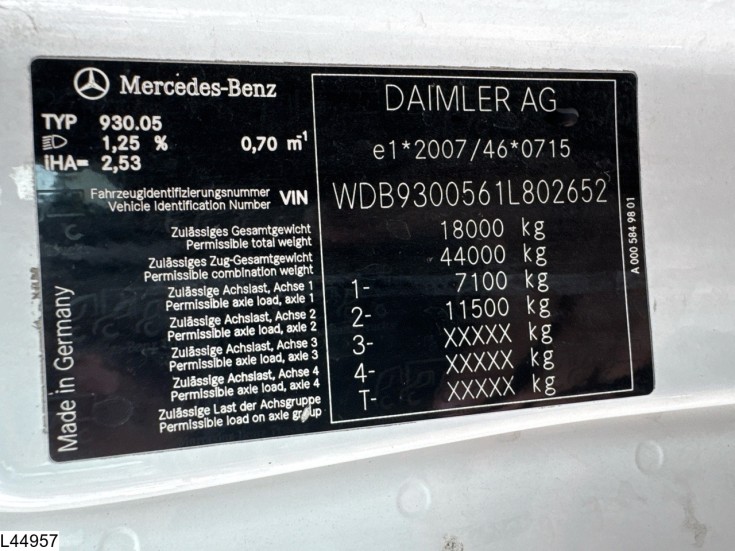 Mercedes-Benz
TYP 930.05
1,25 % 0,70 m-1
iHA= 2,53
DAIMLER AG
e1*2007/46*0715
Fahrzeugidentifizierungsnummer
Vehicle Identification Number VIN WDB9300561L802652
Zulässiges Gesamtgewicht
Permissible total weight 18000 kg
Zulässiges Zug-Gesamtgewicht
Permissible combination weight 44000 kg
Zulässige Achslast, Achse 1
Permissible axle load, axle 1 1- 7100 kg
Zulässige Achslast, Achse 2
Permissible axle load, axle 2 2- 11500 kg
Zulässige Achslast, Achse 3
Permissible axle load, axle 3 3- XXXXX kg
Zulässige Achslast, Achse 4
Permissible axle load, axle 4 4- XXXXX kg
Zulässige Last der Achsgruppe
Permissible load on axle group T- XXXXX kg
Made in Germany
A 000 584 98 01
L44957